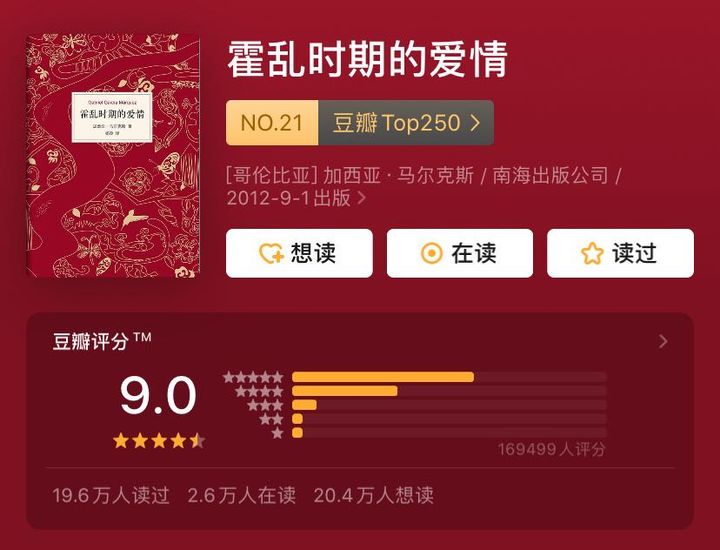 霍乱时期的爱情
NO.21 豆瓣 Top250
[哥伦比亚] 加西亚 · 马尔克斯 / 南海出版公司 /
2012-9-1 出版
想读 在读 读过
Gabriel García Márquez
霍乱时期的爱情
豆瓣评分™
9.0
169499 人评分
19.6 万人读过 2.6 万人在读 20.4 万人想读